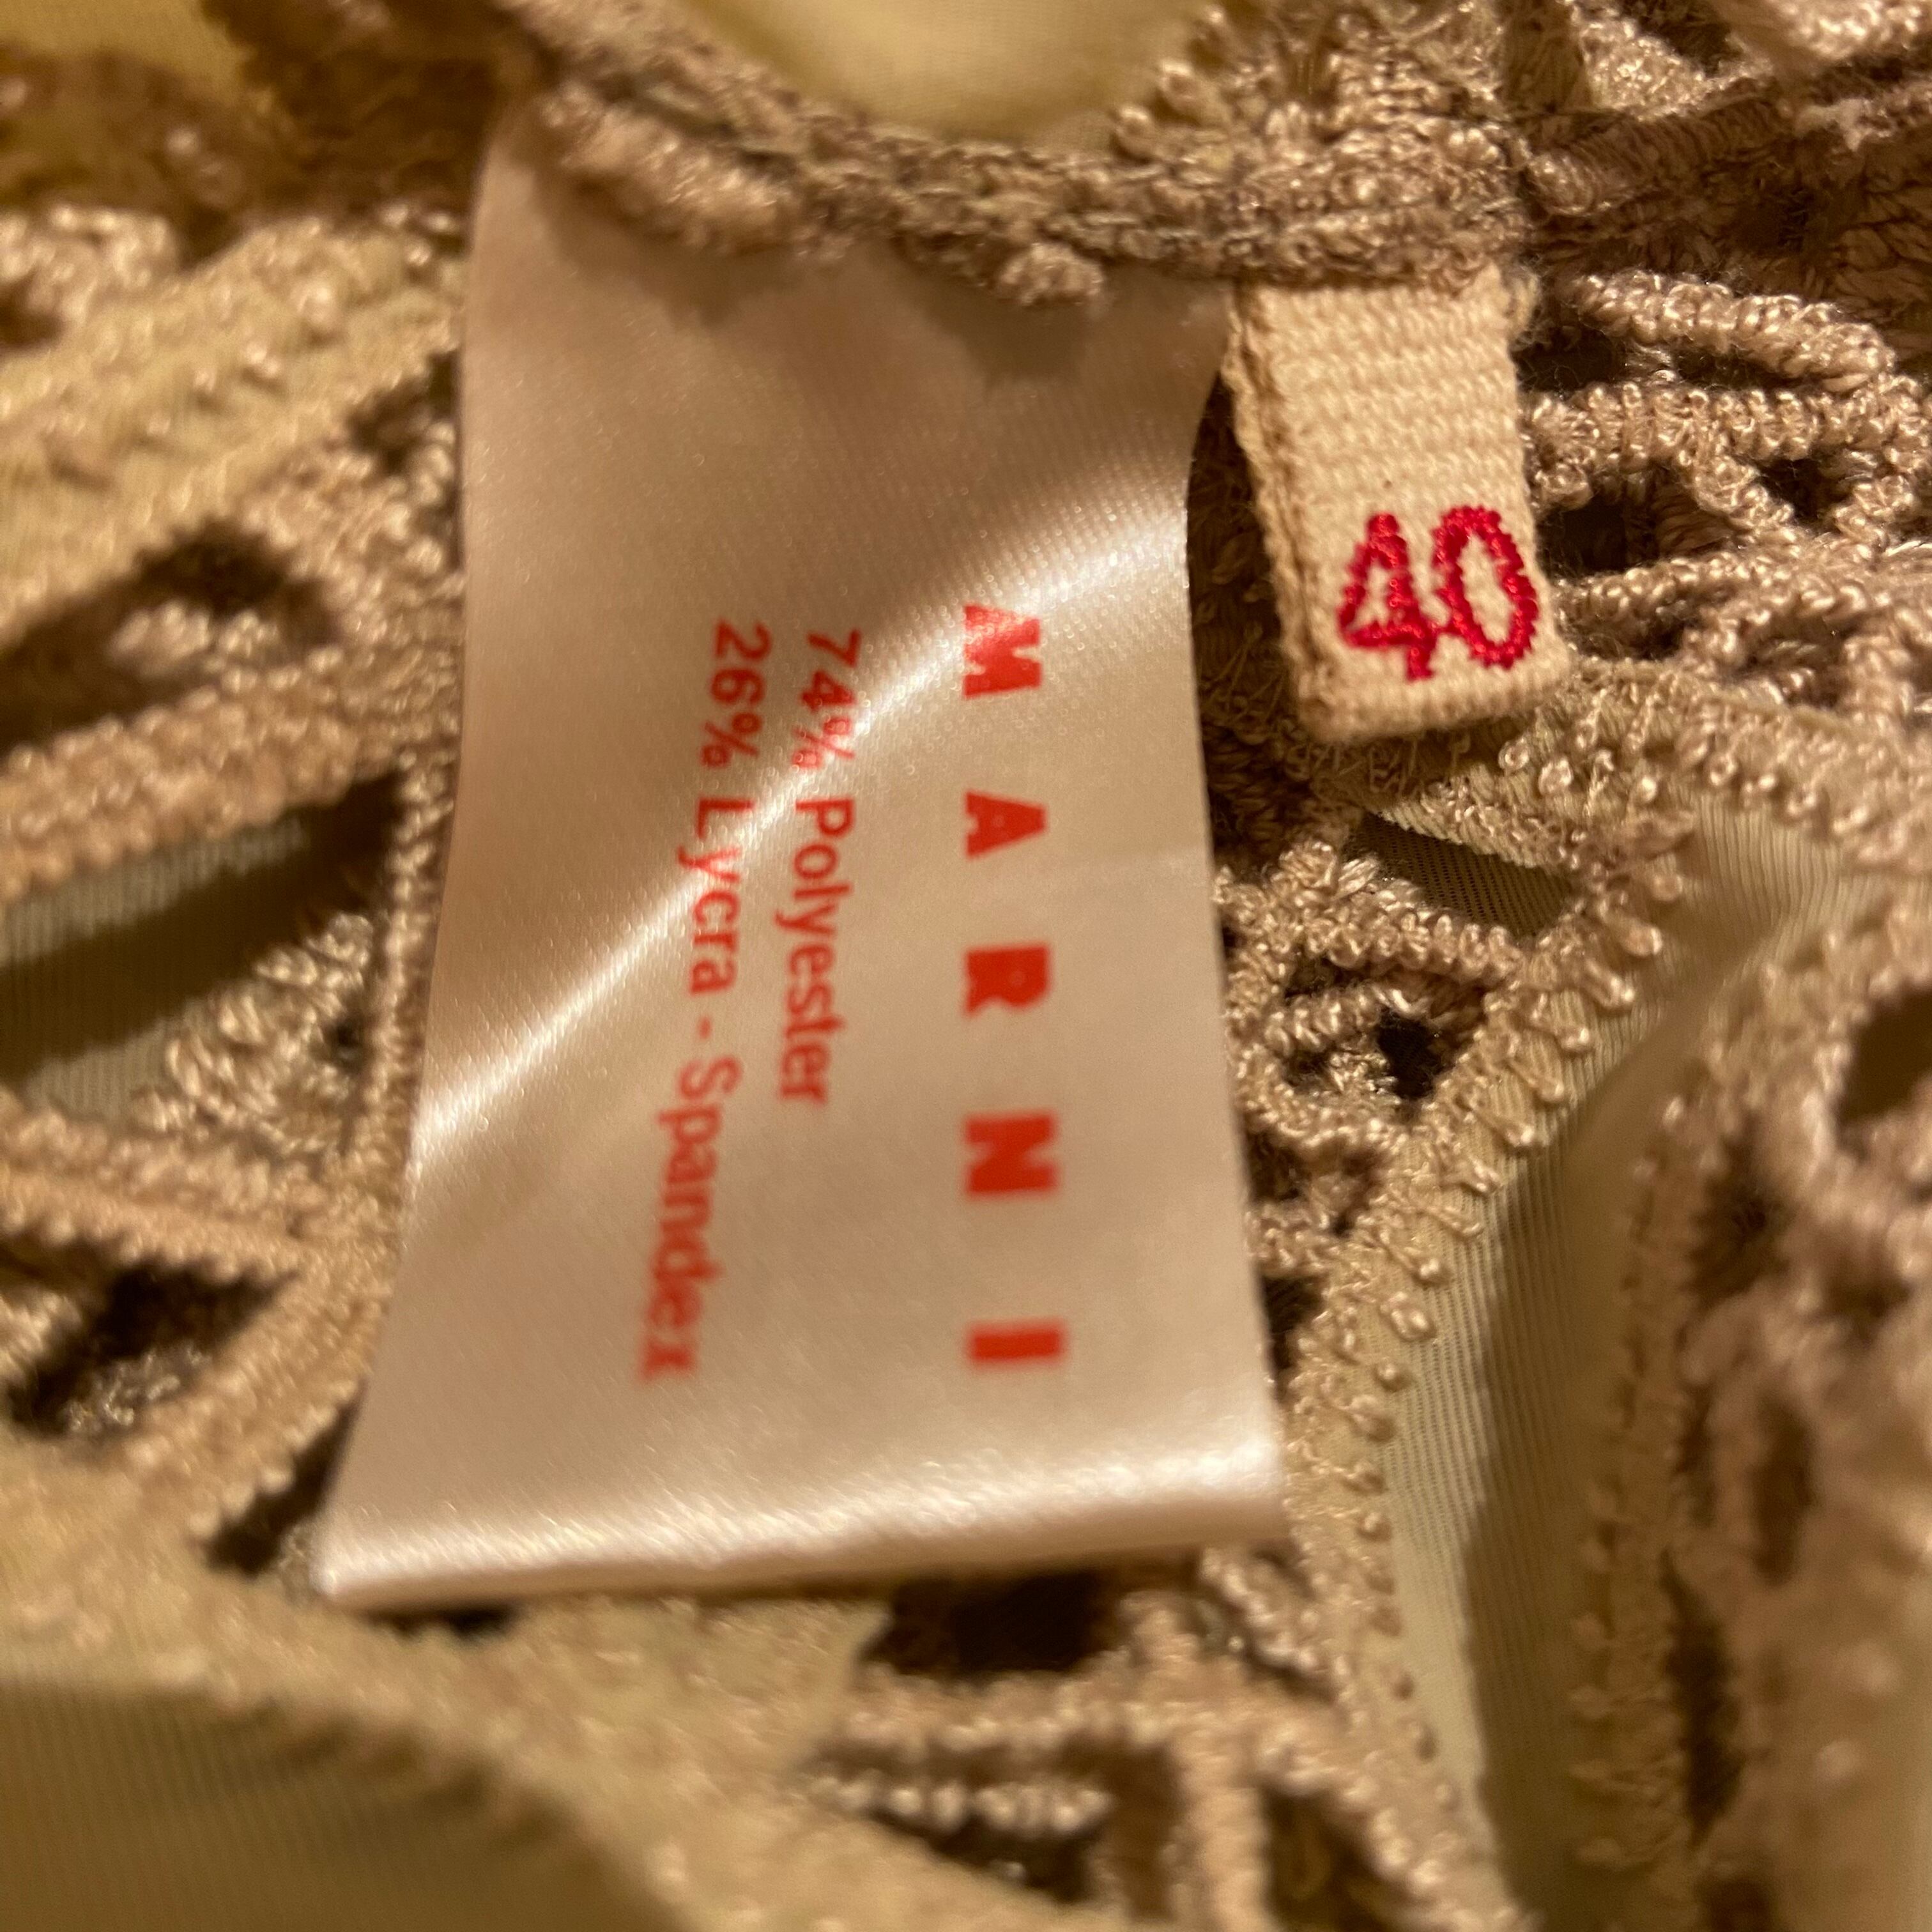 MARNI
74% Polyester
26% Lycra - Spandex
40